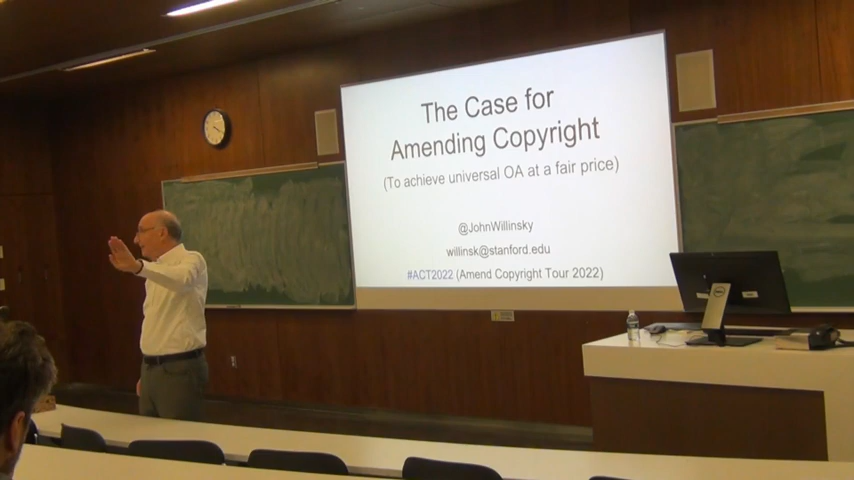 The Case for
Amending Copyright
(To achieve universal OA at a fair price)
@JohnWillinsky
willinsk@stanford.edu
#ACT2022 (Amend Copyright Tour 2022)
DELL